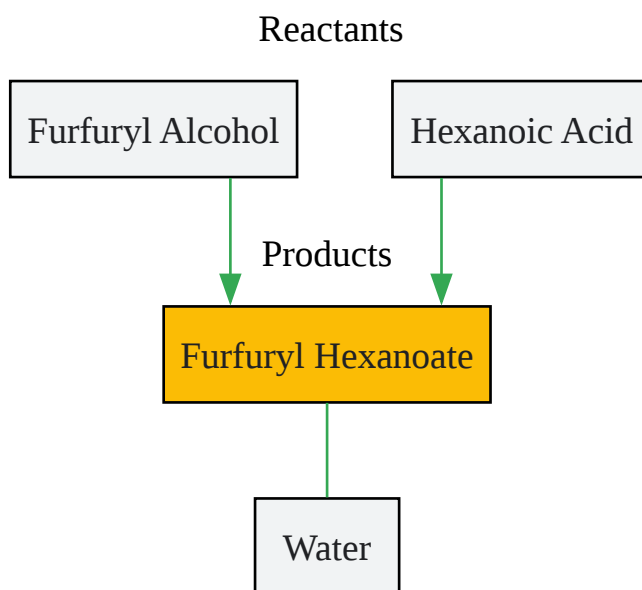 Reactants
Furfuryl Alcohol
Hexanoic Acid
Products
Furfuryl Hexanoate
Water